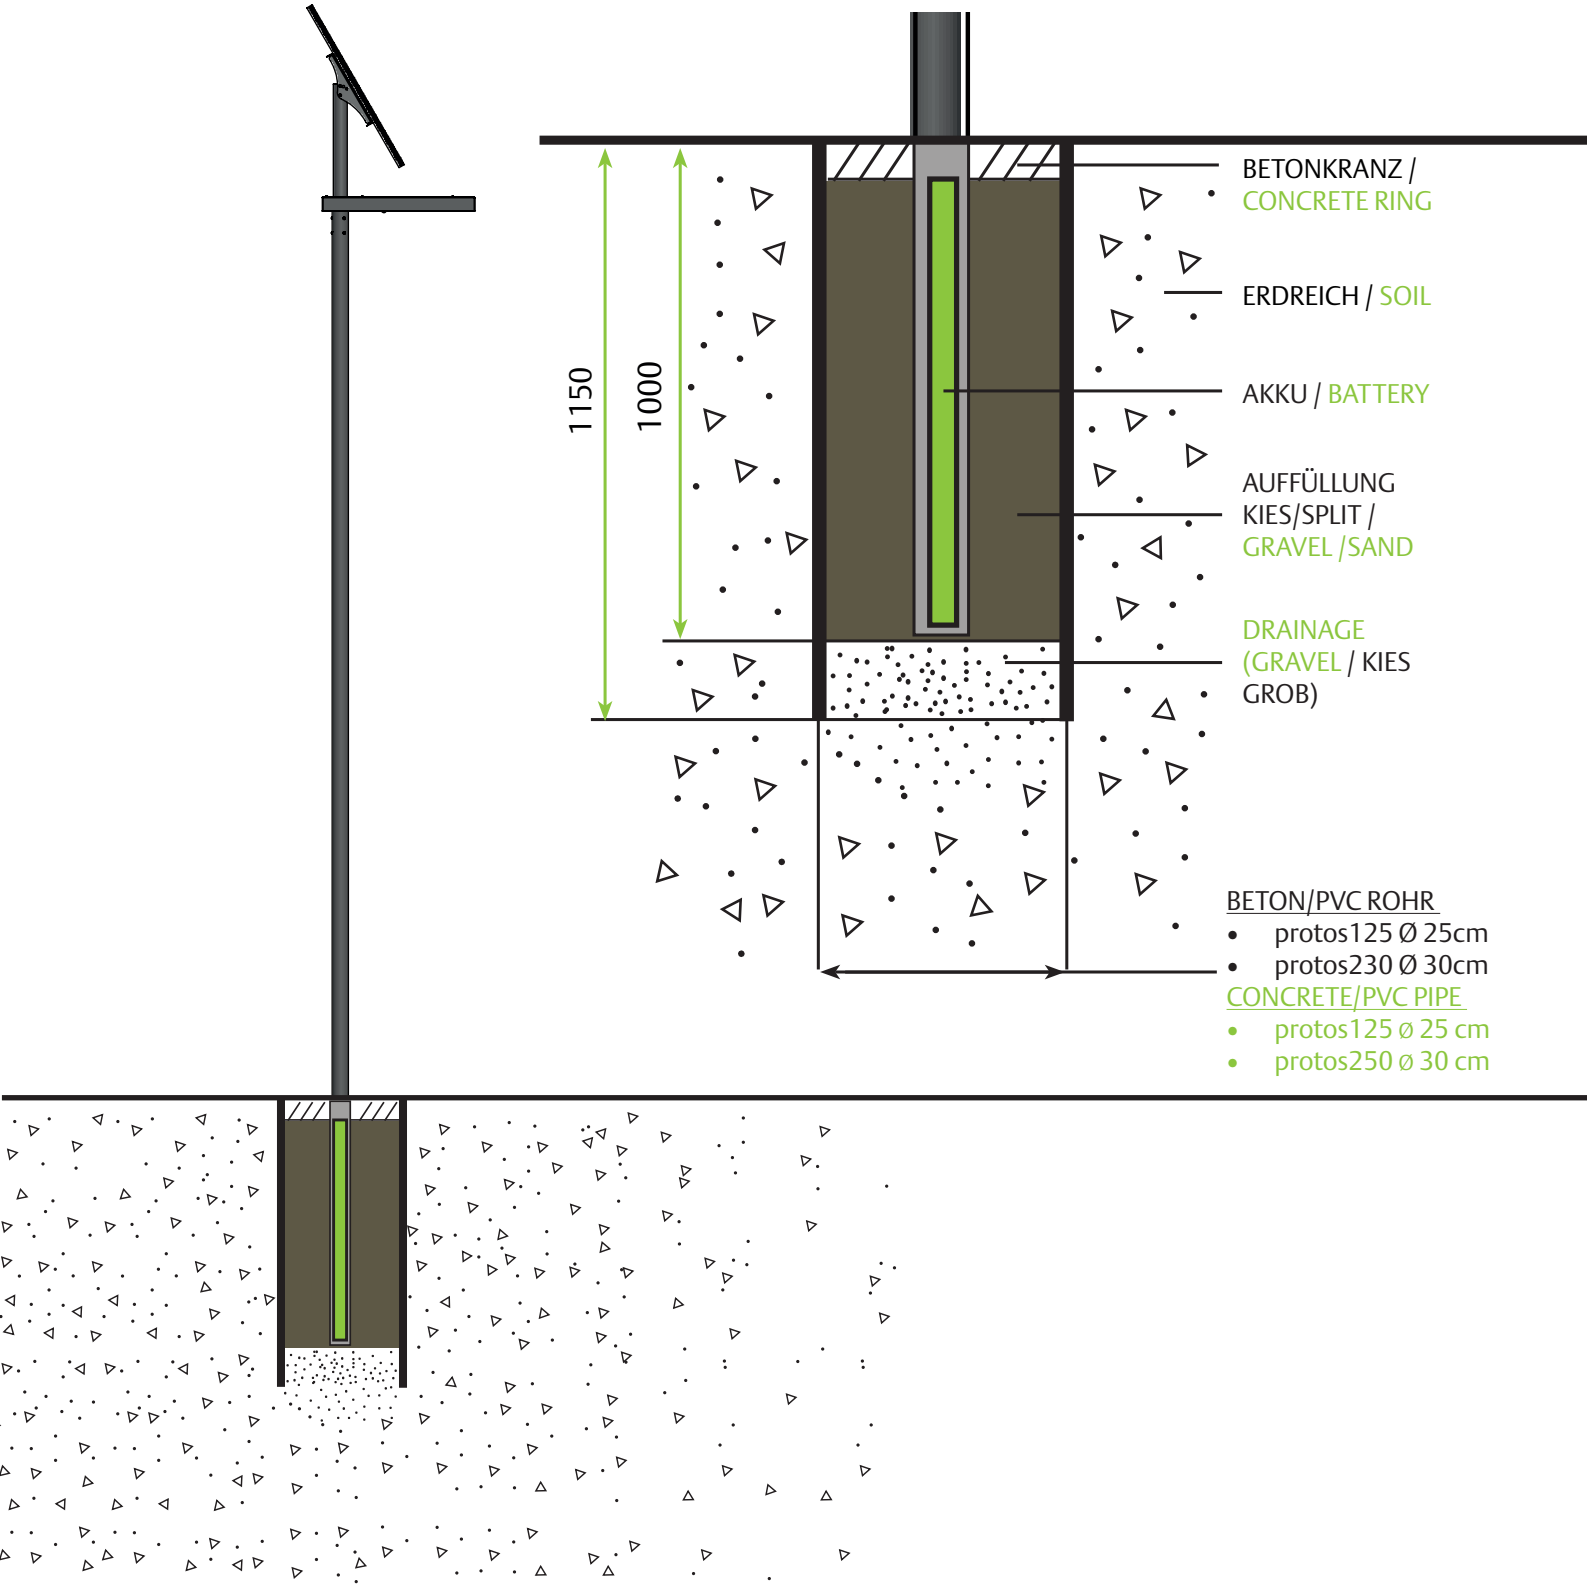 1150
1000
BETONKRANZ /
CONCRETE RING
ERDREICH / SOIL
AKKU / BATTERY
AUFFÜLLUNG
KIES/SPLIT /
GRAVEL /SAND
DRAINAGE
(GRAVEL / KIES
GROB)
BETON/PVC ROHR
• protos125 Ø 25cm
• protos230 Ø 30cm
CONCRETE/PVC PIPE
• protos125 ø 25 cm
• protos250 ø 30 cm